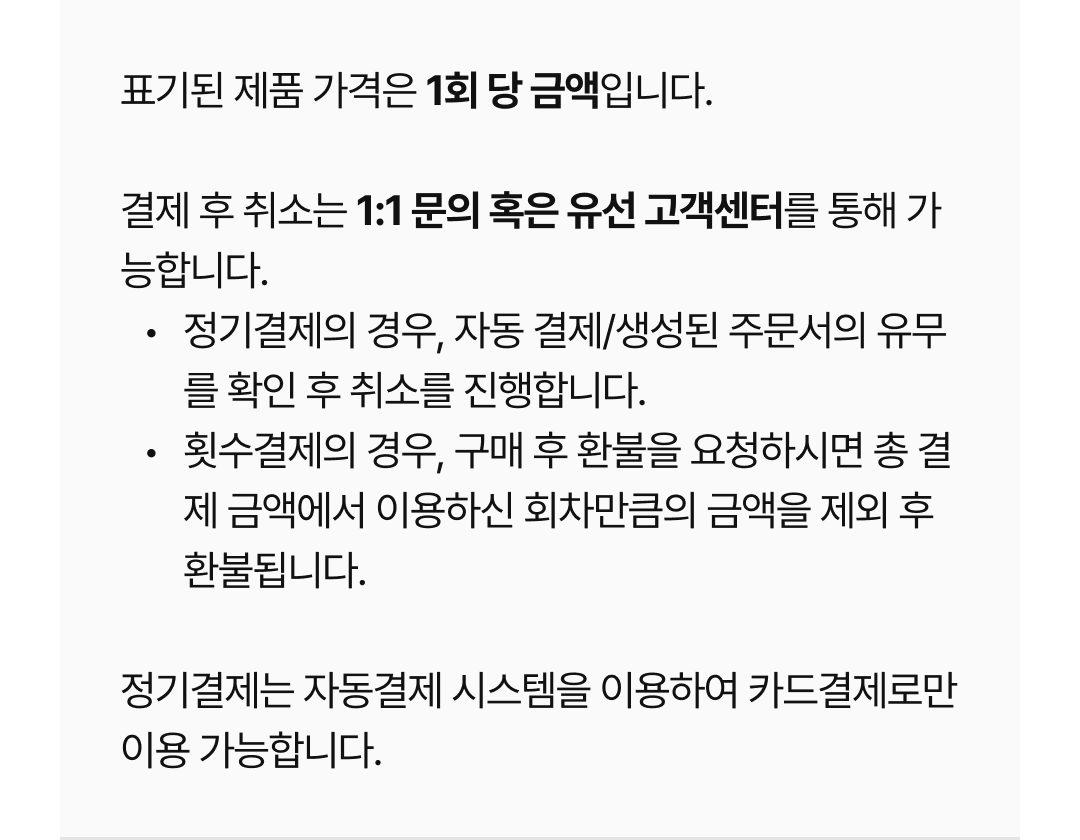 표기된 제품 가격은 1회 당 금액입니다.
결제 후 취소는 1:1 문의 혹은 유선 고객센터를 통해 가
능합니다.
• 정기결제의 경우, 자동 결제/생성된 주문서의 유무
를 확인 후 취소를 진행합니다.
• 횟수결제의 경우, 구매 후 환불을 요청하시면 총 결
제 금액에서 이용하신 회차만큼의 금액을 제외 후
환불됩니다.
정기결제는 자동결제 시스템을 이용하여 카드결제로만
이용 가능합니다.